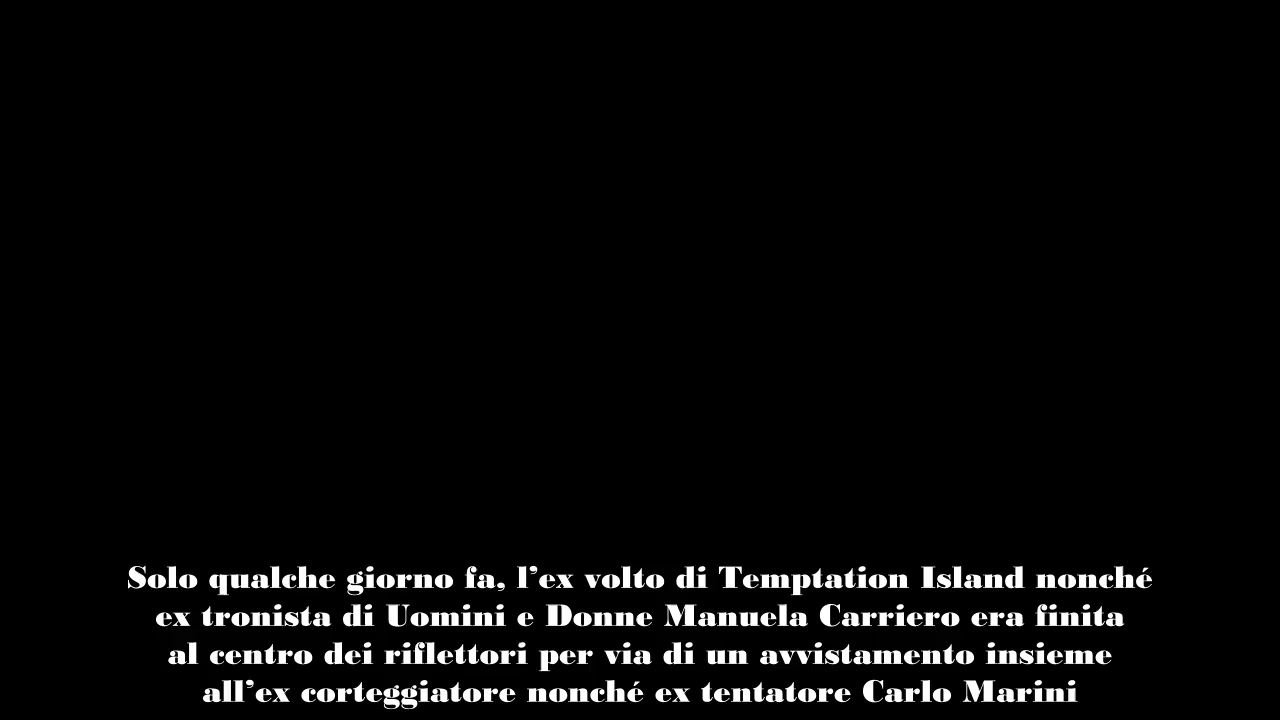 Solo qualche giorno fa, l’ex volto di Temptation Island nonché
ex tronista di Uomini e Donne Manuela Carriero era finita
al centro dei riflettori per via di un avvistamento insieme
all’ex corteggiatore nonché ex tentatore Carlo Marini